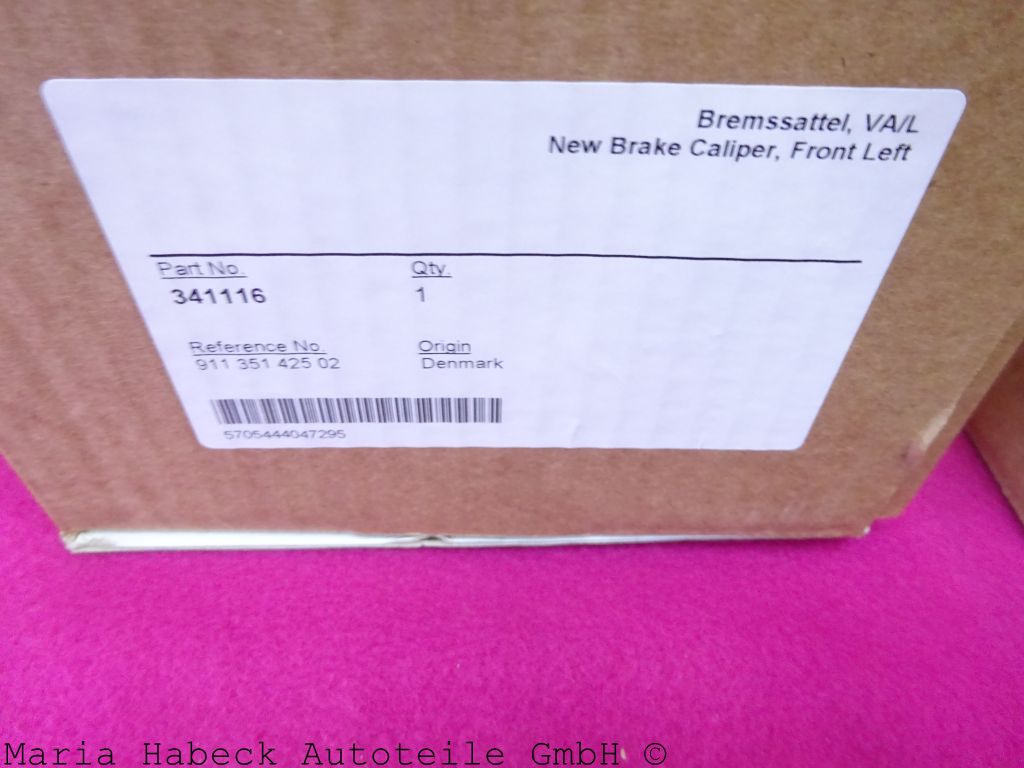 Bremssattel, VA/L
New Brake Caliper, Front Left
Part No. Qty.
341116 1
Reference No. Origin
911 351 425 02 Denmark
5705444047295
Maria Habeck Autoteile GmbH ©